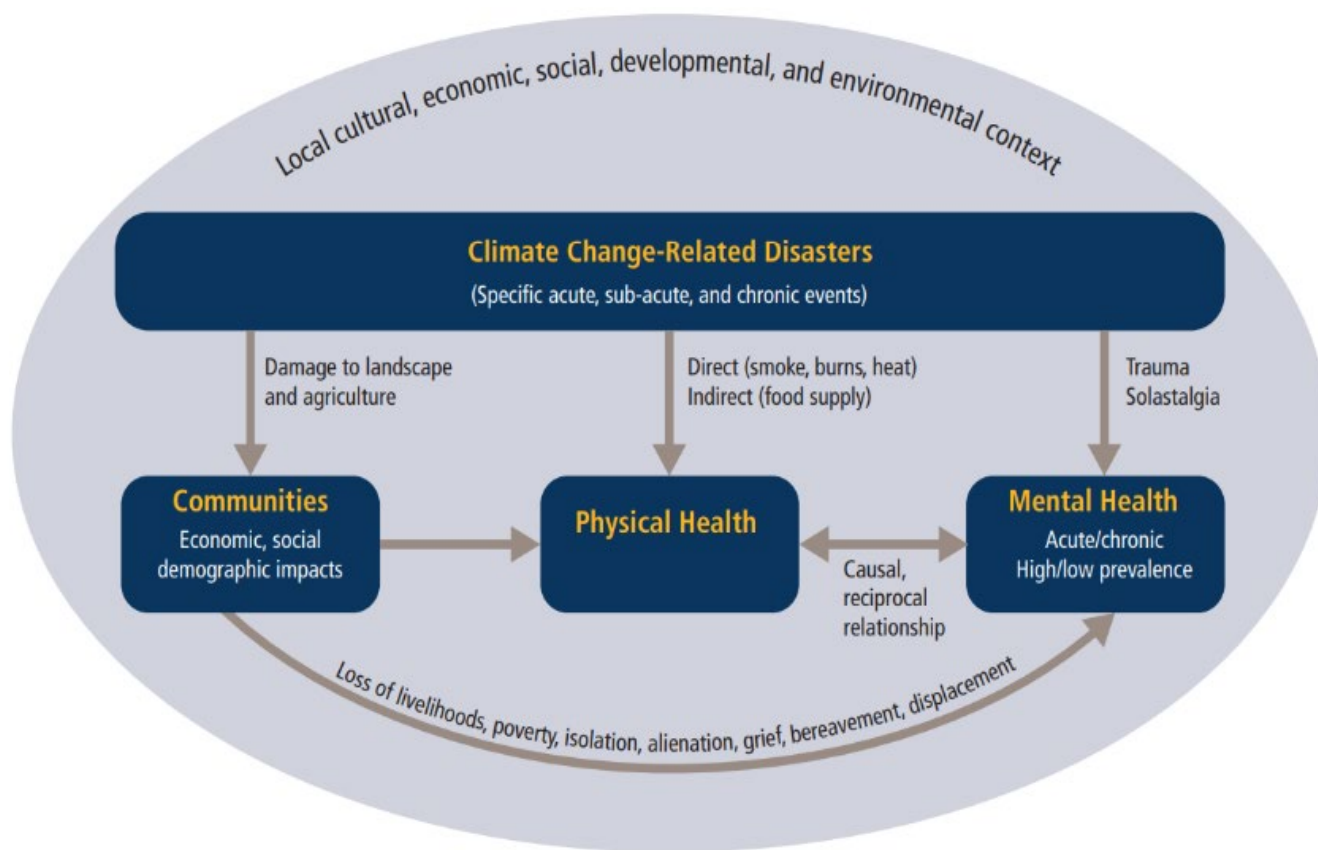 Local cultural, economic, social, developmental, and environmental context
Climate Change-Related Disasters
(Specific acute, sub-acute, and chronic events)
Damage to landscape
and agriculture
Direct (smoke, burns, heat)
Indirect (food supply)
Trauma
Solastalgia
Communities
Economic, social
demographic impacts
Physical Health
Mental Health
Acute/chronic
High/low prevalence
Causal,
reciprocal
relationship
Loss of livelihoods, poverty, isolation, alienation, grief, bereavement, displacement